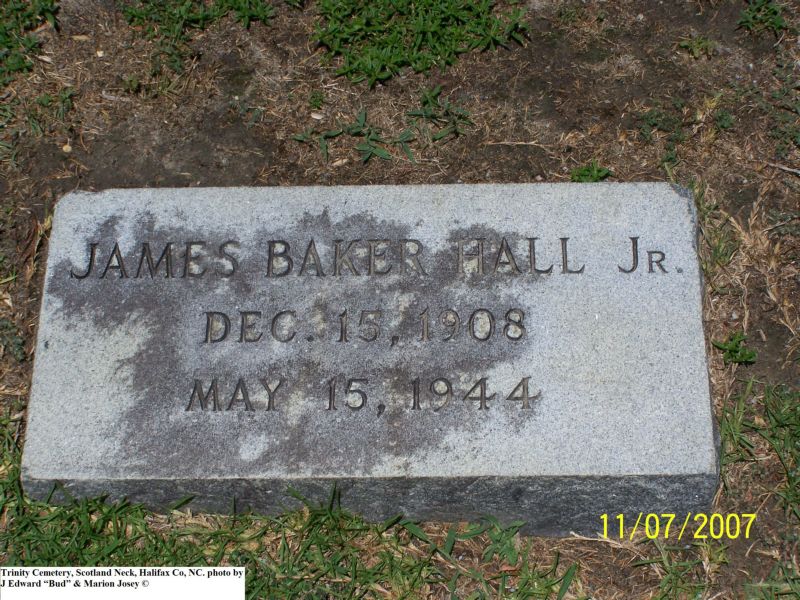 JAMES BAKER HALL JR.
DEC. 15, 1908
MAY 15, 1944
11/07/2007
Trinity Cemetery, Scotland Neck, Halifax Co, NC. photo by
J Edward “Bud” & Marion Josey ©